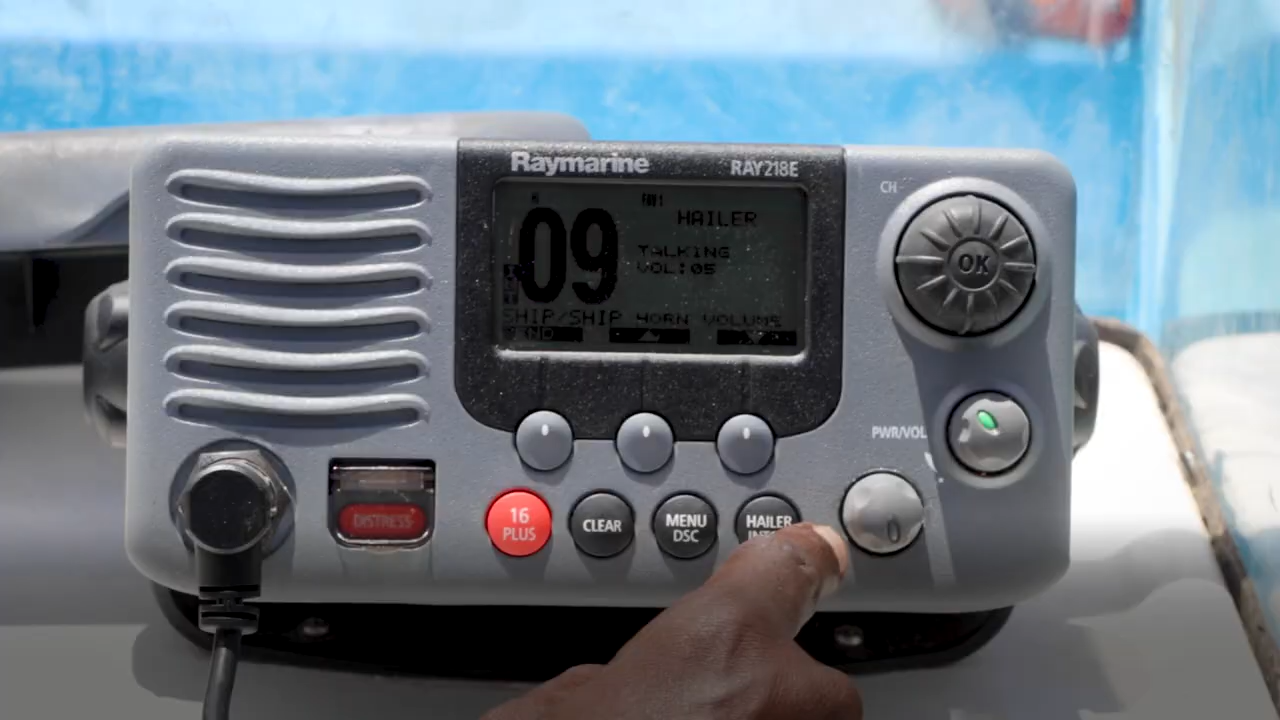 Raymarine RAY218E
CH
HAILER
09
TALKING
VOL:05
SHIP/SHIP HORN VOLUME
OK
PWR/VOL
DISTRESS
16 PLUS
CLEAR
MENU DSC
HAILER